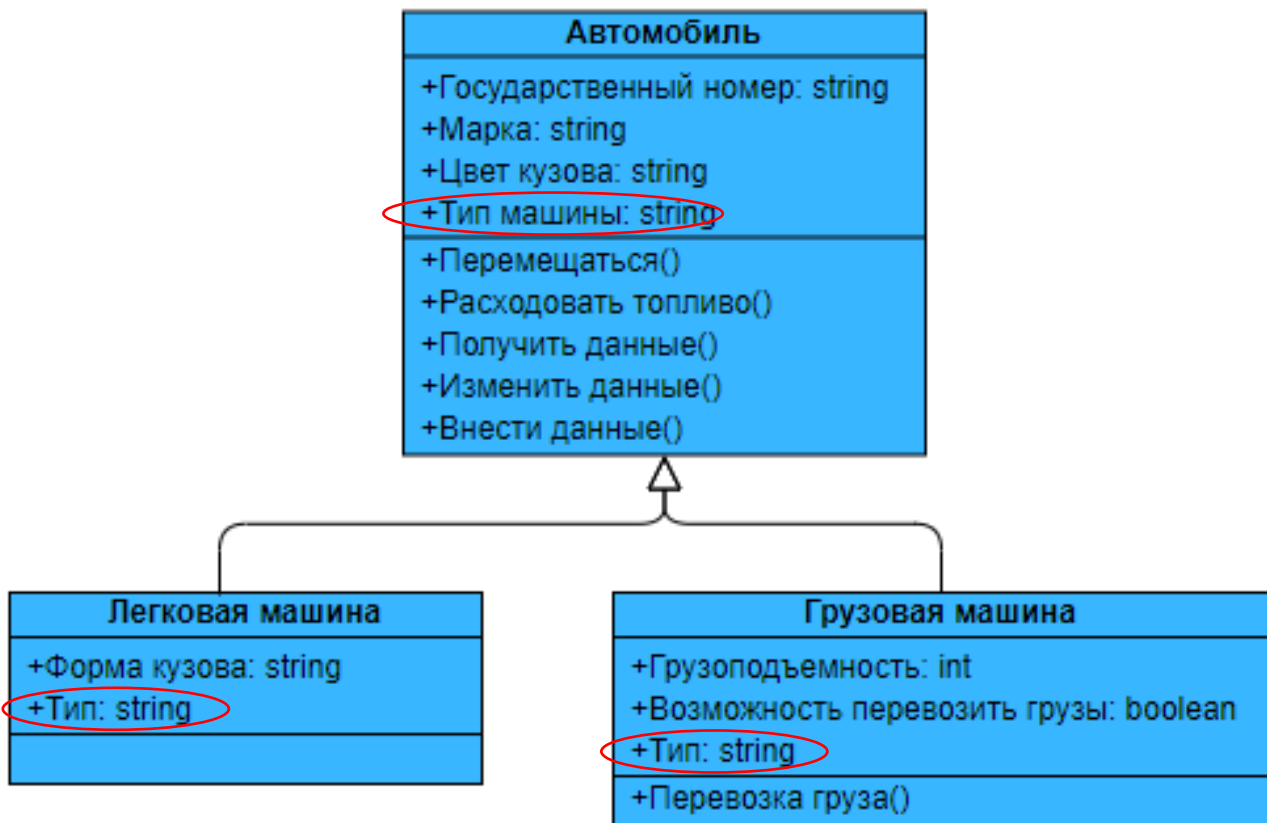 Автомобиль
+Государственный номер: string
+Марка: string
+Цвет кузова: string
+Тип машины: string
+Перемещаться()
+Расходовать топливо()
+Получить данные()
+Изменить данные()
+Внести данные()
Легковая машина
+Форма кузова: string
+Тип: string
Грузовая машина
+Грузоподъемность: int
+Возможность перевозить грузы: boolean
+Тип: string
+Перевозка груза()